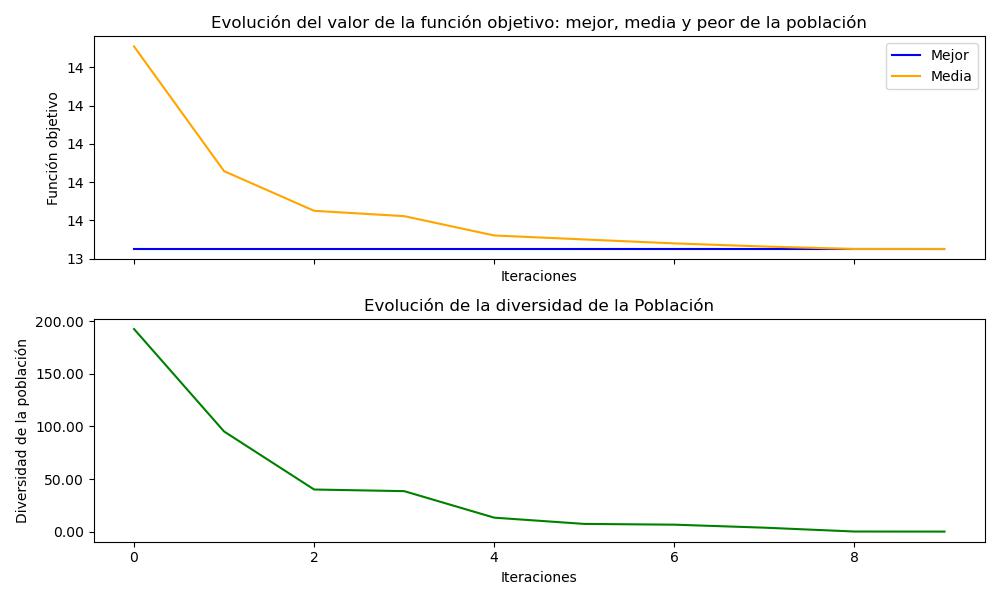 Evolución del valor de la función objetivo: mejor, media y peor de la población
Mejor
Media
14
14
14
14
14
13
Función objetivo
Iteraciones
Evolución de la diversidad de la Población
200.00
150.00
100.00
50.00
0.00
Diversidad de la población
0 2 4 6 8
Iteraciones